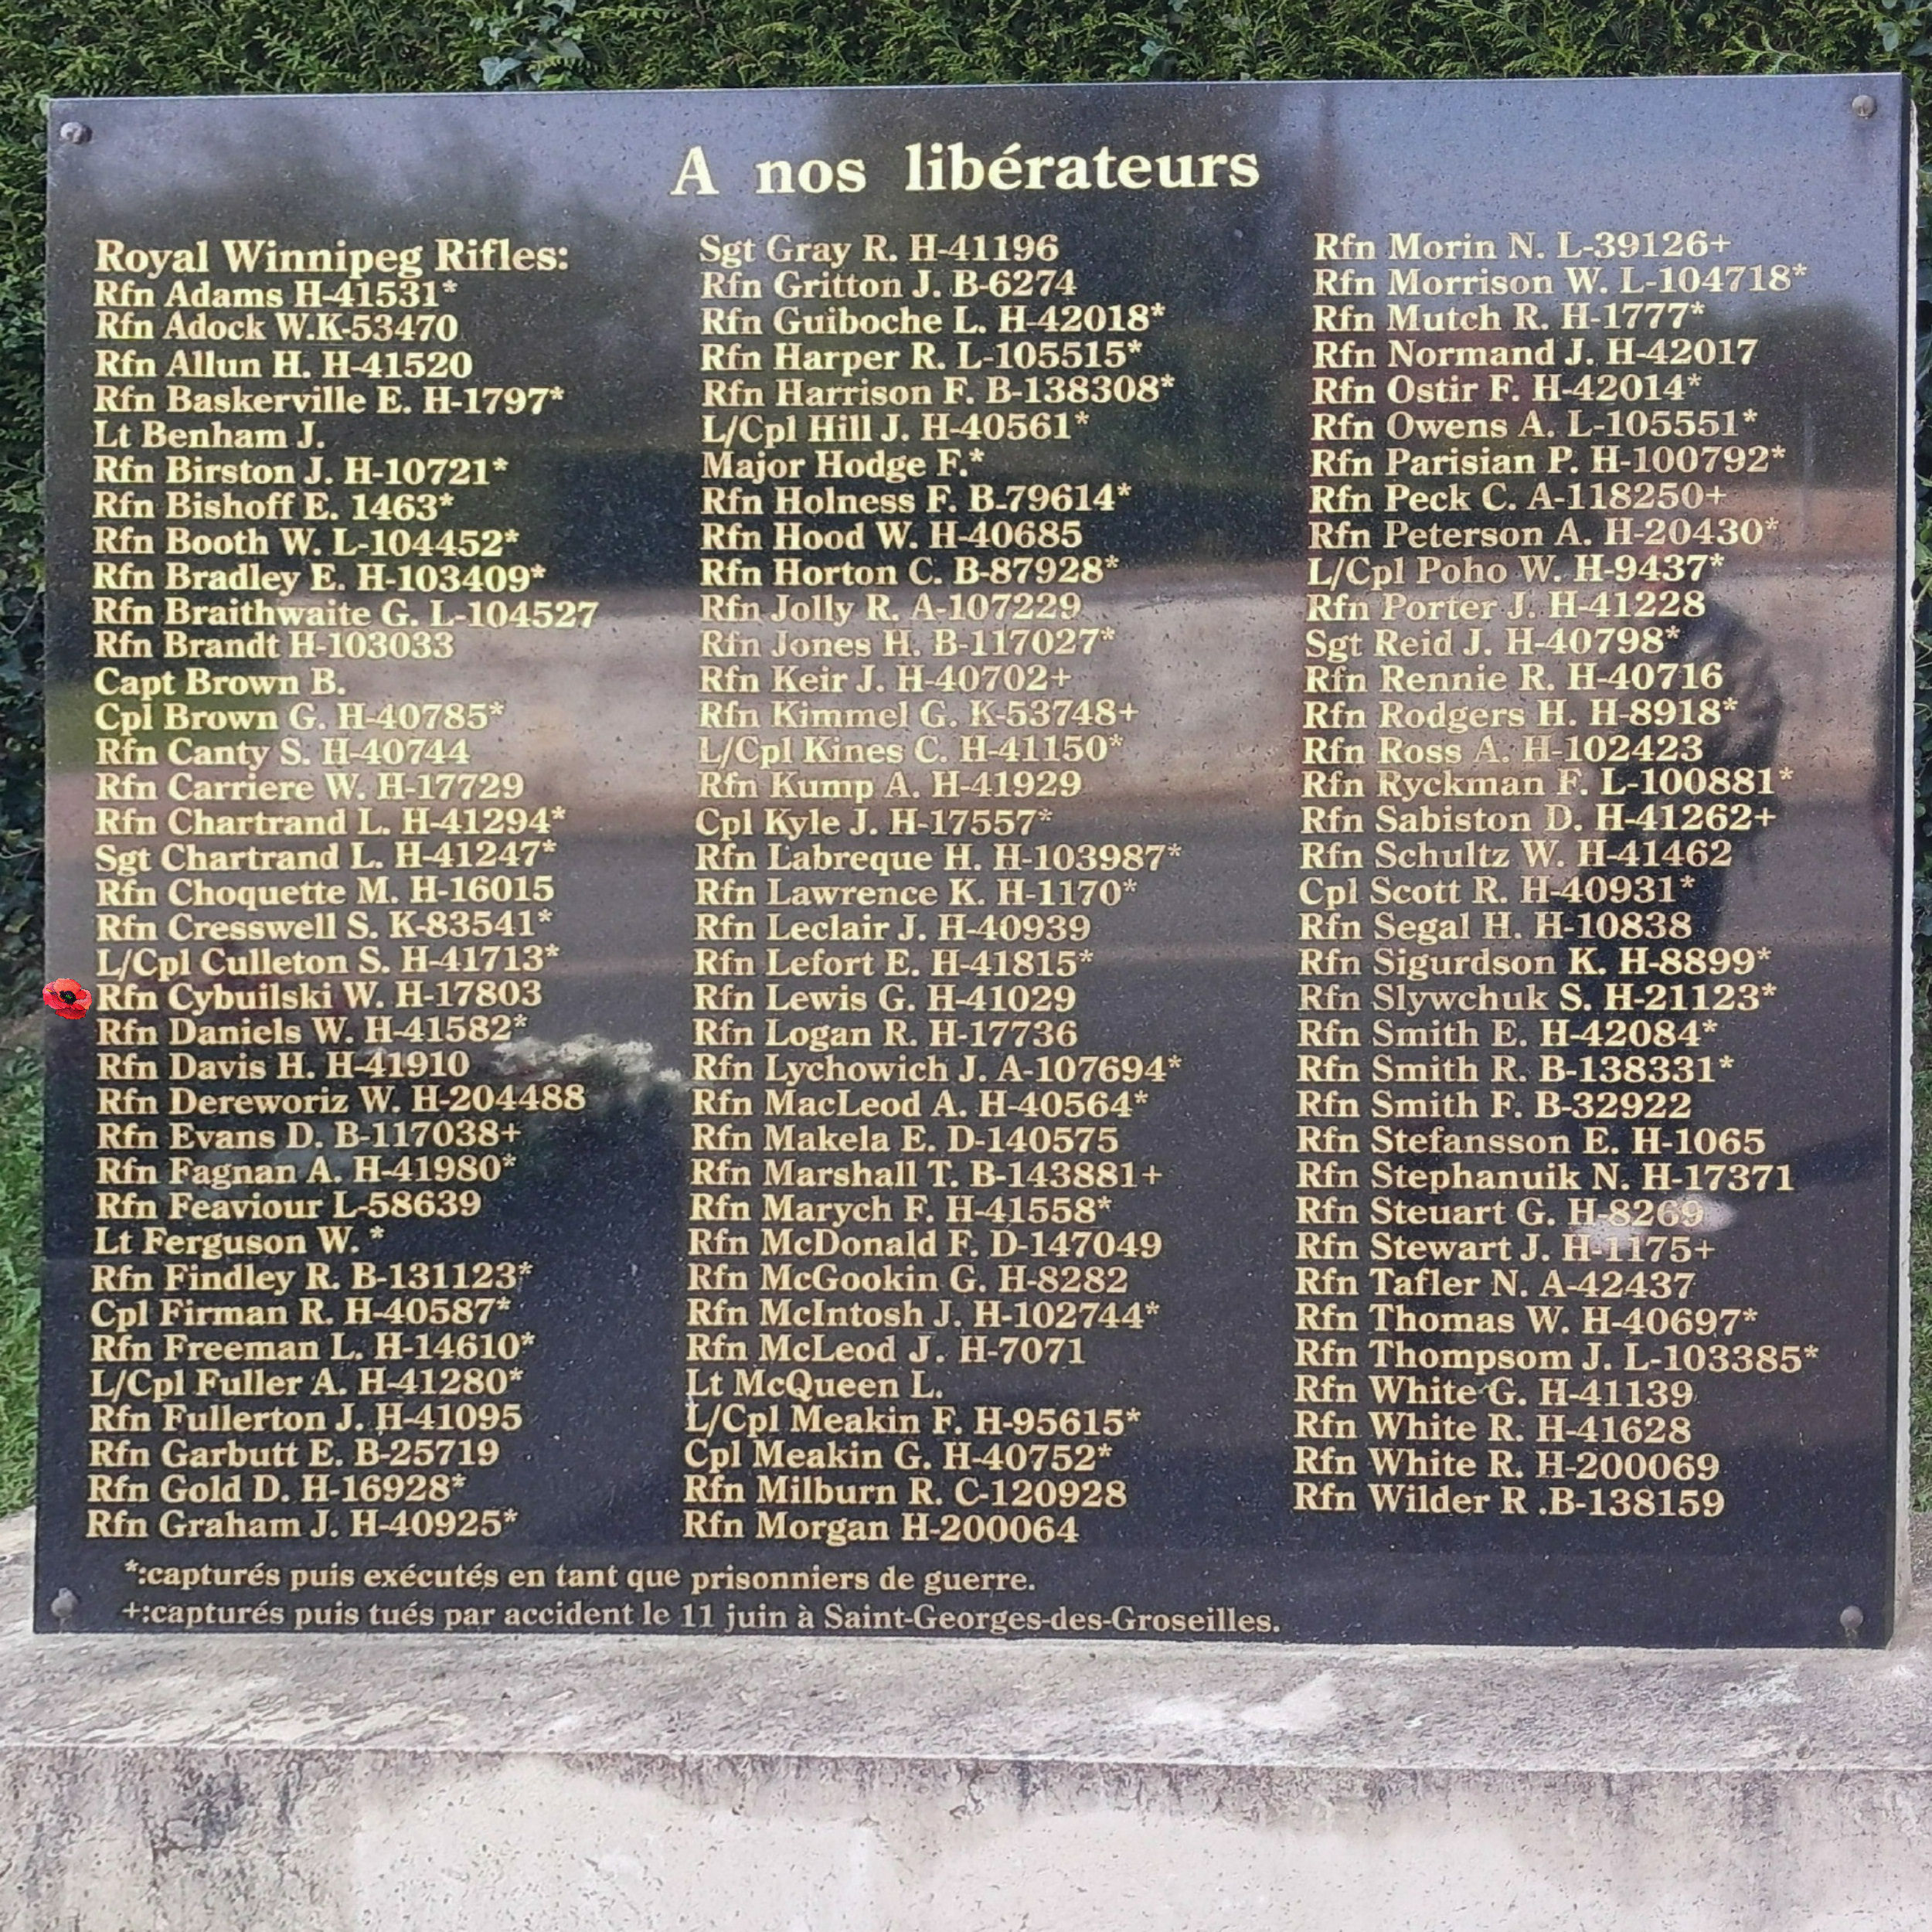 A nos libérateurs
Royal Winnipeg Rifles:
Rfn Adams H-41531*
Rfn Adock W.K-53470
Rfn Allun H. H-41520
Rfn Baskerville E. H-1797*
Lt Benham J.
Rfn Birston J. H-10721*
Rfn Bishoff E. 1463*
Rfn Booth W. L-104452*
Rfn Bradley E. H-103409*
Rfn Braithwaite G. L-104527
Rfn Brandt H-103033
Capt Brown B.
Cpl Brown G. H-40785*
Rfn Canty S. H-40744
Rfn Carriere W. H-17729
Rfn Chartrand L. H-41294*
Sgt Chartrand L. H-41247*
Rfn Choquette M. H-16015
Rfn Cresswell S. K-83541*
L/Cpl Culleton S. H-41713*
Rfn Cybuilski W. H-17803
Rfn Daniels W. H-41582*
Rfn Davis H. H-41910
Rfn Dereworiz W. H-204488
Rfn Evans D. B-117038+
Rfn Fagnan A. H-41980*
Rfn Feaviour L-58639
Lt Ferguson W. *
Rfn Findley R. B-131123*
Cpl Firman R. H-40587*
Rfn Freeman L. H-14610*
L/Cpl Fuller A. H-41280*
Rfn Fullerton J. H-41095
Rfn Garbutt E. B-25719
Rfn Gold D. H-16928*
Rfn Graham J. H-40925*
Sgt Gray R. H-41196
Rfn Gritton J. B-6274
Rfn Guiboche L. H-42018*
Rfn Harper R. L-105515*
Rfn Harrison F. B-138308*
L/Cpl Hill J. H-40561*
Major Hodge F.*
Rfn Holness F. B-79614*
Rfn Hood W. H-40685
Rfn Horton C. B-87928*
Rfn Jolly R. A-107229
Rfn Jones H. B-117027*
Rfn Keir J. H-40702+
Rfn Kimmel G. K-53748+
L/Cpl Kines C. H-41150*
Rfn Kump A. H-41929
Cpl Kyle J. H-17557*
Rfn Labreque H. H-103987*
Rfn Lawrence K. H-1170*
Rfn Leclair J. H-40939
Rfn Lefort E. H-41815*
Rfn Lewis G. H-41029
Rfn Logan R. H-17736
Rfn Lychowich J. A-107694*
Rfn MacLeod A. H-40564*
Rfn Makela E. D-140575
Rfn Marshall T. B-143881+
Rfn Marych F. H-41558*
Rfn McDonald F. D-147049
Rfn McGookin G. H-8282
Rfn McIntosh J. H-102744*
Rfn McLeod J. H-7071
Lt McQueen L.
L/Cpl Meakin F. H-95615*
Cpl Meakin G. H-40752*
Rfn Milburn R. C-120928
Rfn Morgan H-200064
Rfn Morin N. L-39126+
Rfn Morrison W. L-104718*
Rfn Mutch R. H-1777*
Rfn Normand J. H-42017
Rfn Ostir F. H-42014*
Rfn Owens A. L-105551*
Rfn Parisian P. H-100792*
Rfn Peck C. A-118250+
Rfn Peterson A. H-20430*
L/Cpl Poho W. H-9437*
Rfn Porter J. H-41228
Sgt Reid J. H-40798*
Rfn Rennie R. H-40716
Rfn Rodgers H. H-8918*
Rfn Ross A. H-102423
Rfn Ryckman F. L-100881*
Rfn Sabiston D. H-41262+
Rfn Schultz W. H-41462
Cpl Scott R. H-40931*
Rfn Segal H. H-10838
Rfn Sigurdson K. H-8899*
Rfn Slywchuk S. H-21123*
Rfn Smith E. H-42084*
Rfn Smith R. B-138331*
Rfn Smith F. B-32922
Rfn Stefansson E. H-1065
Rfn Stephanuik N. H-17371
Rfn Steuart G. H-8269
Rfn Stewart J. H-1175+
Rfn Tafler N. A-42437
Rfn Thomas W. H-40697*
Rfn Thompsom J. L-103385*
Rfn White G. H-41139
Rfn White R. H-41628
Rfn White R. H-200069
Rfn Wilder R .B-138159
*:capturés puis exécutés en tant que prisonniers de guerre.
+:capturés puis tués par accident le 11 juin à Saint-Georges-des-Groseilles.